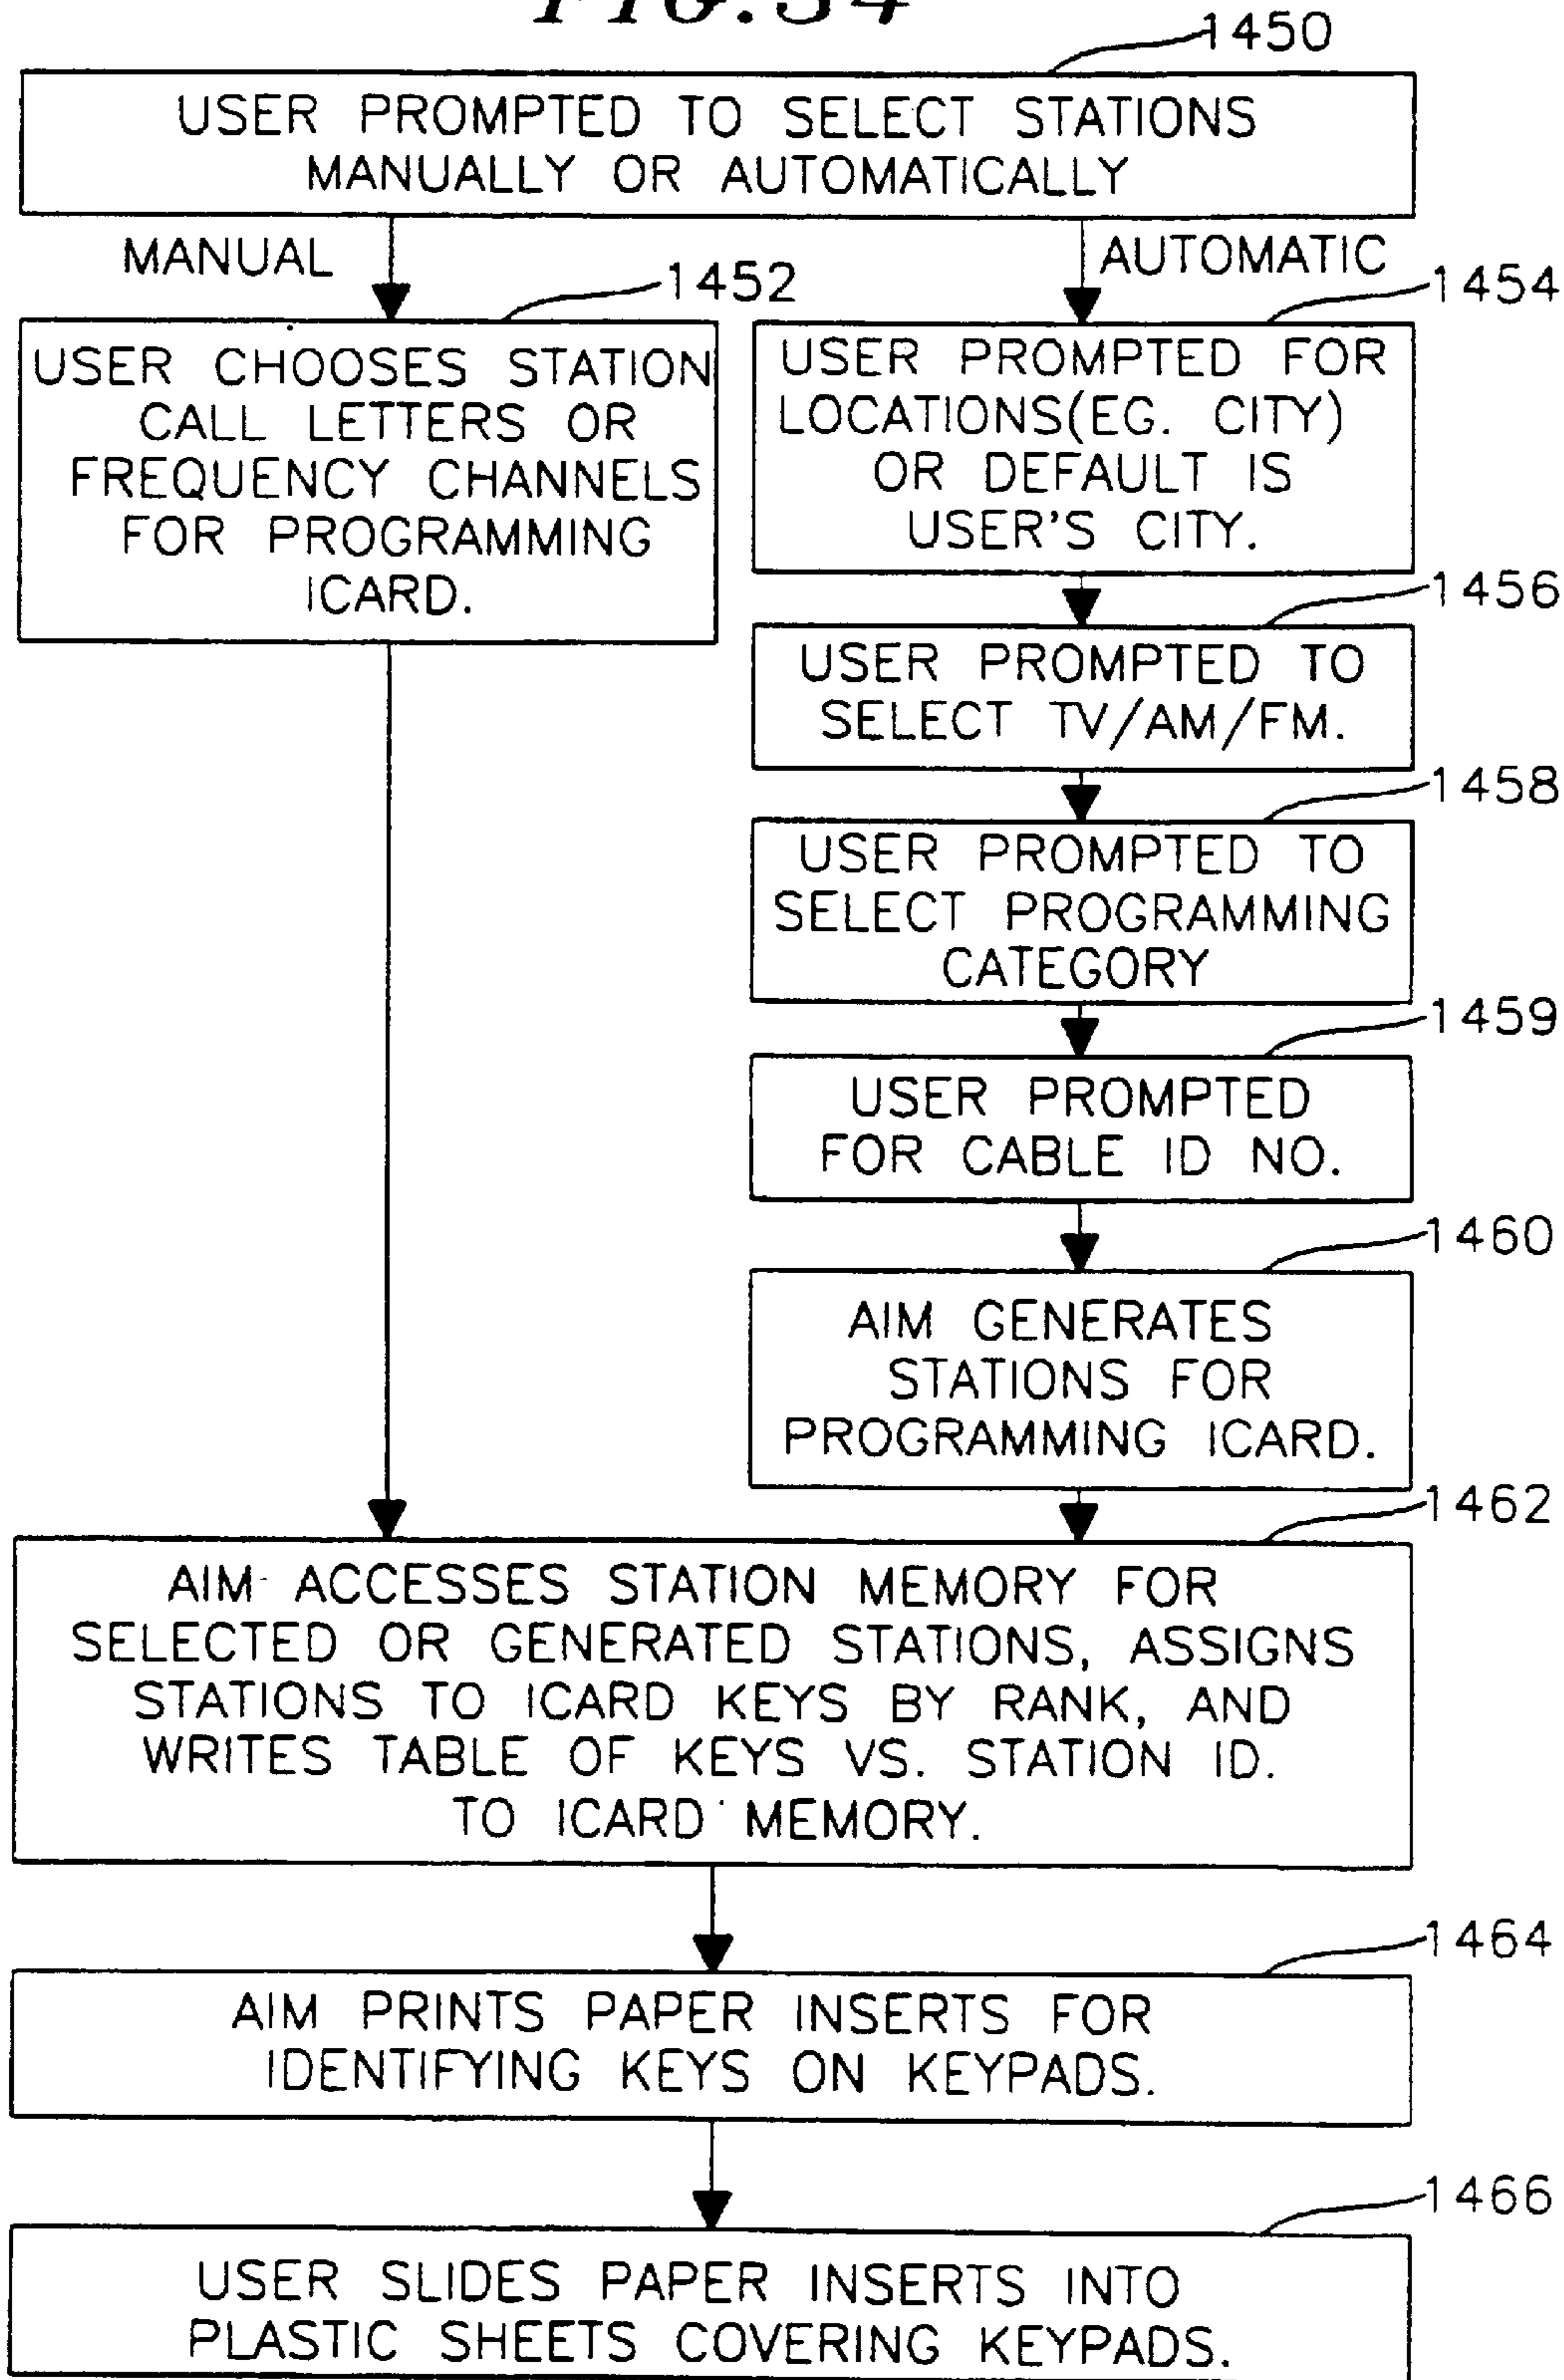 FIG. 34
1450
USER PROMPTED TO SELECT STATIONS
MANUALLY OR AUTOMATICALLY
MANUAL
AUTOMATIC
1452
USER CHOOSES STATION
CALL LETTERS OR
FREQUENCY CHANNELS
FOR PROGRAMMING
ICARD.
1454
USER PROMPTED FOR
LOCATIONS(EG. CITY)
OR DEFAULT IS
USER'S CITY.
1456
USER PROMPTED TO
SELECT TV/AM/FM.
1458
USER PROMPTED TO
SELECT PROGRAMMING
CATEGORY
1459
USER PROMPTED
FOR CABLE ID NO.
1460
AIM GENERATES
STATIONS FOR
PROGRAMMING ICARD.
1462
AIM ACCESSES STATION MEMORY FOR
SELECTED OR GENERATED STATIONS, ASSIGNS
STATIONS TO ICARD KEYS BY RANK, AND
WRITES TABLE OF KEYS VS. STATION ID.
TO ICARD MEMORY.
1464
AIM PRINTS PAPER INSERTS FOR
IDENTIFYING KEYS ON KEYPADS.
1466
USER SLIDES PAPER INSERTS INTO
PLASTIC SHEETS COVERING KEYPADS.